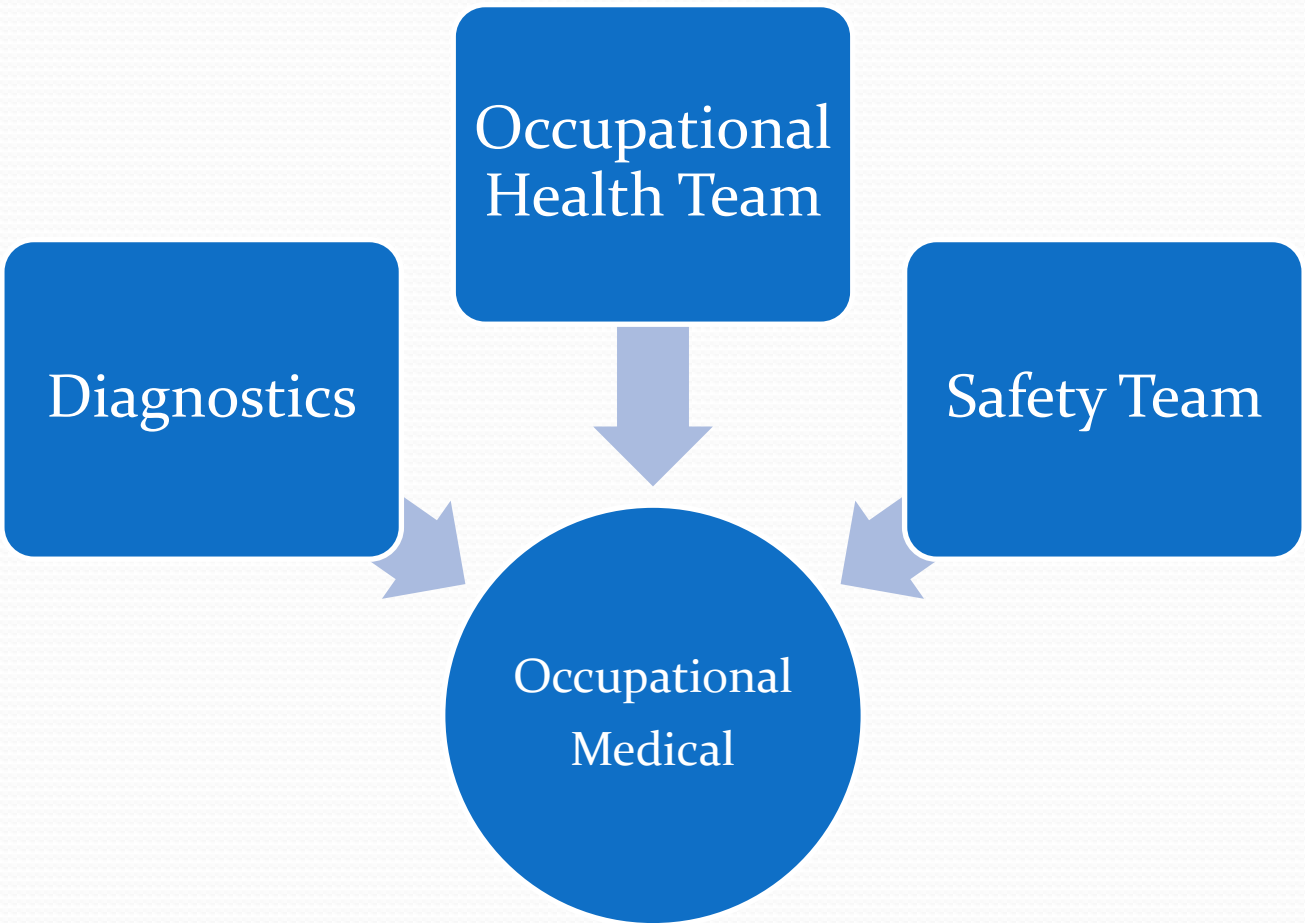 Occupational
Health Team
Diagnostics
Safety Team
Occupational
Medical